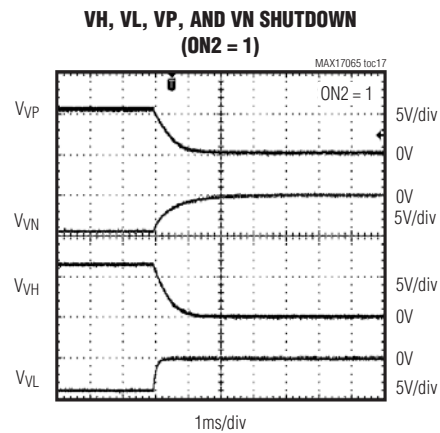 VH, VL, VP, AND VN SHUTDOWN
(ON2 = 1)
MAX17065 toc17
ON2 = 1
VVP
5V/div
0V
0V
VVN
5V/div
VVH
5V/div
0V
0V
VVL
5V/div
1ms/div